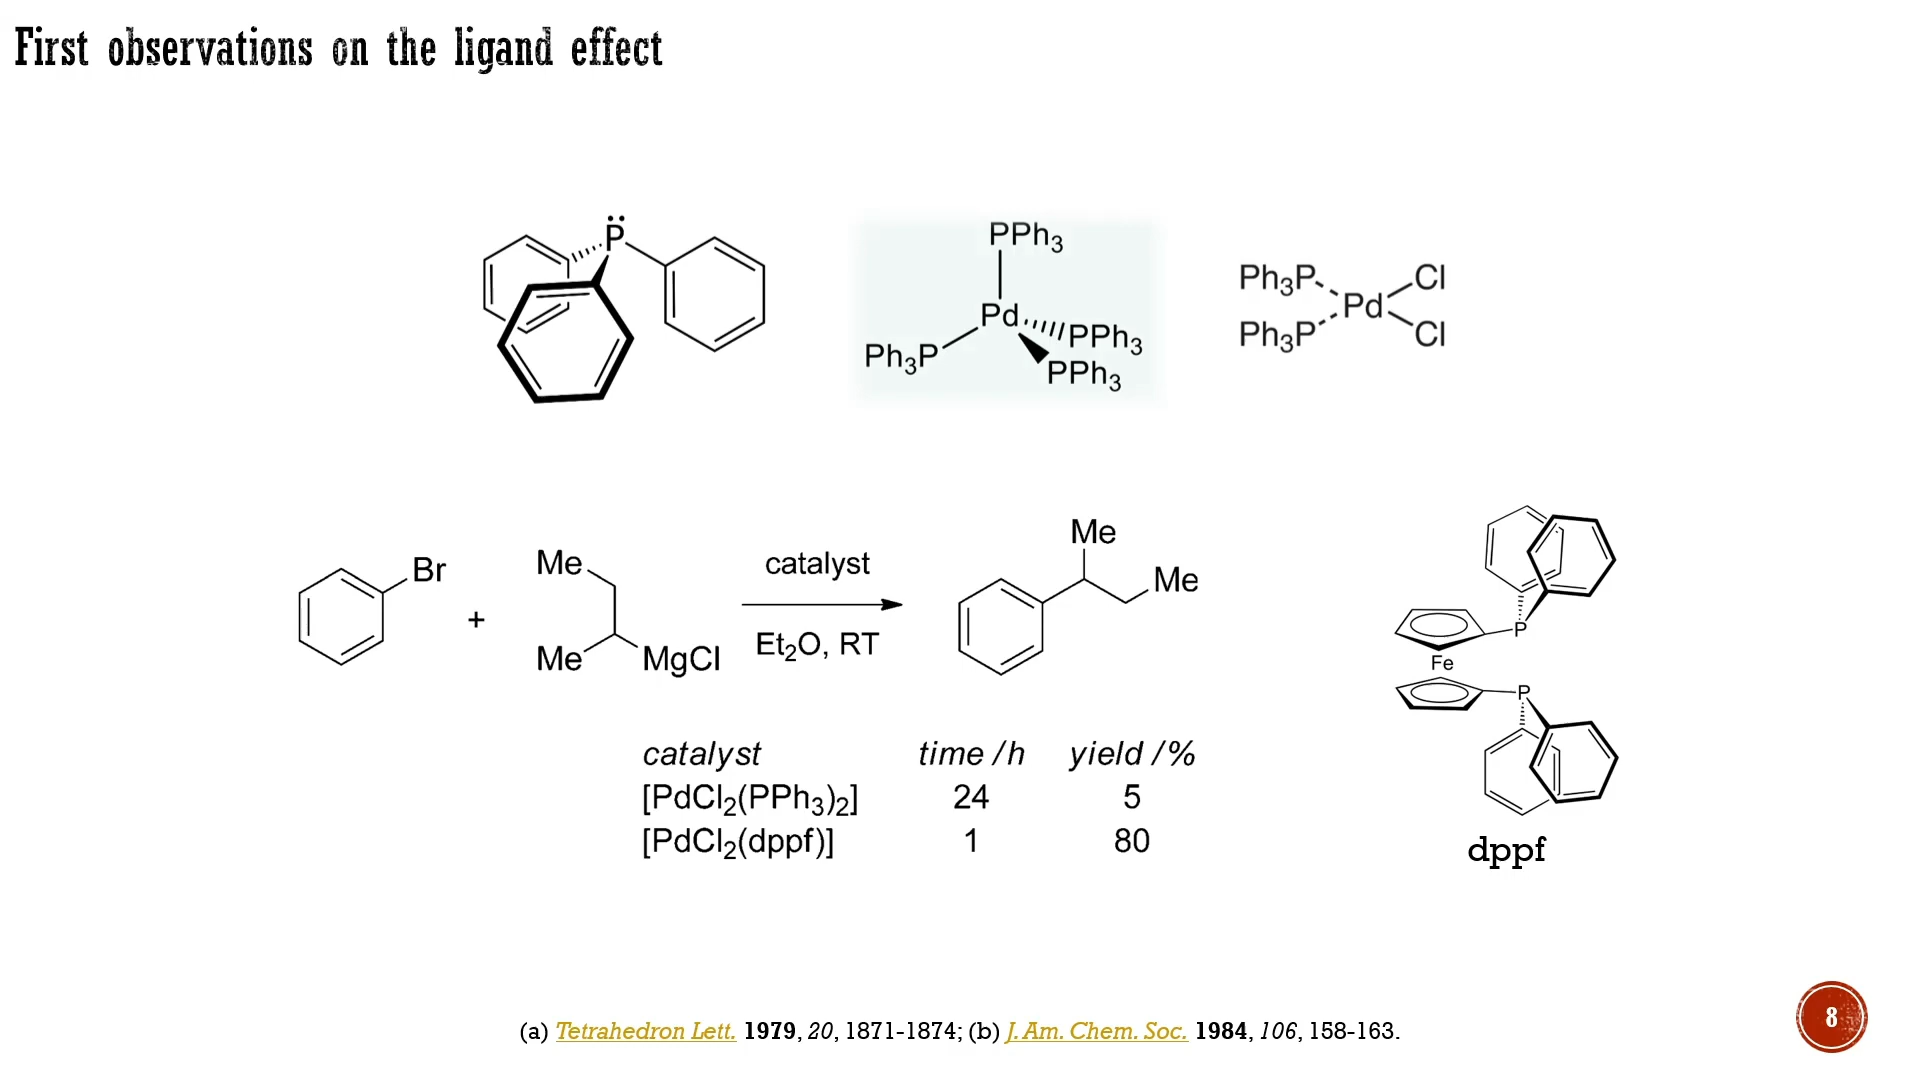 First observations on the ligand effect
P
PPh3
Pd
Ph3P
PPh3
PPh3
Ph3P
Ph3P
Pd
Cl
Cl
Br
+
Me
Me
MgCl
catalyst
Et2O, RT
Me
Me
P
Fe
P
dppf
catalyst time /h yield /%
[PdCl2(PPh3)2] 24 5
[PdCl2(dppf)] 1 80
(a) Tetrahedron Lett. 1979, 20, 1871-1874; (b) J. Am. Chem. Soc. 1984, 106, 158-163.
8